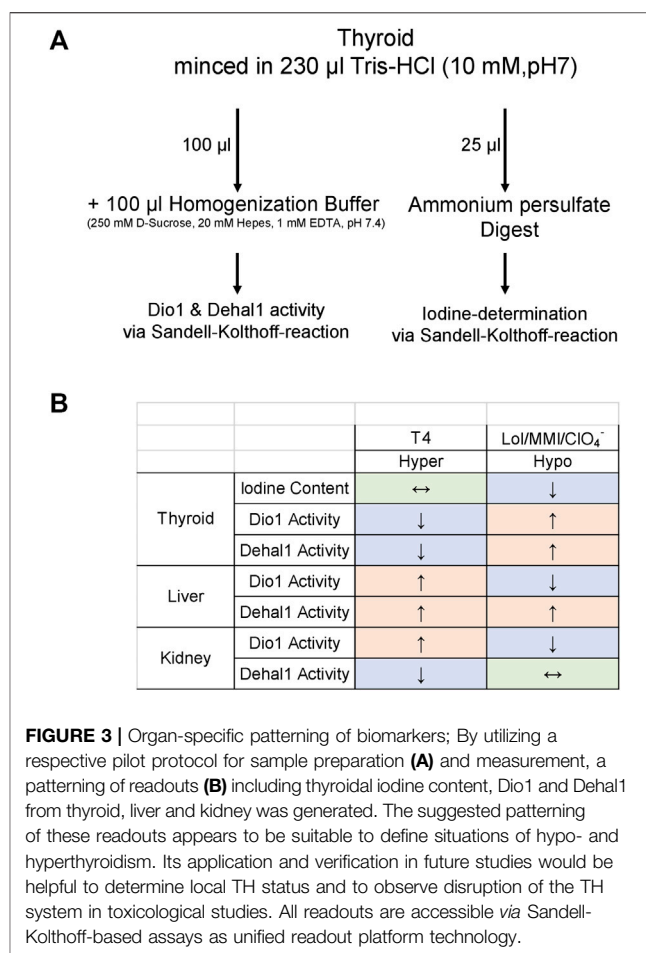 A
Thyroid
minced in 230 µl Tris-HCl (10 mM,pH7)
100 µl
25 µl
+ 100 µl Homogenization Buffer
(250 mM D-Sucrose, 20 mM Hepes, 1 mM EDTA, pH 7.4)
Ammonium persulfate
Digest
Dio1 & Dehal1 activity
via Sandell-Kolthoff-reaction
Iodine-determination
via Sandell-Kolthoff-reaction
B
T4 LoI/MMI/ClO₄⁻
Hyper Hypo
Thyroid
Iodine Content ↔ ↓
Dio1 Activity ↓ ↑
Dehal1 Activity ↓ ↑
Liver
Dio1 Activity ↑ ↓
Dehal1 Activity ↑ ↑
Kidney
Dio1 Activity ↑ ↓
Dehal1 Activity ↓ ↔
FIGURE 3 | Organ-specific patterning of biomarkers; By utilizing a
respective pilot protocol for sample preparation (A) and measurement, a
patterning of readouts (B) including thyroidal iodine content, Dio1 and Dehal1
from thyroid, liver and kidney was generated. The suggested patterning
of these readouts appears to be suitable to define situations of hypo- and
hyperthyroidism. Its application and verification in future studies would be
helpful to determine local TH status and to observe disruption of the TH
system in toxicological studies. All readouts are accessible via Sandell-
Kolthoff-based assays as unified readout platform technology.